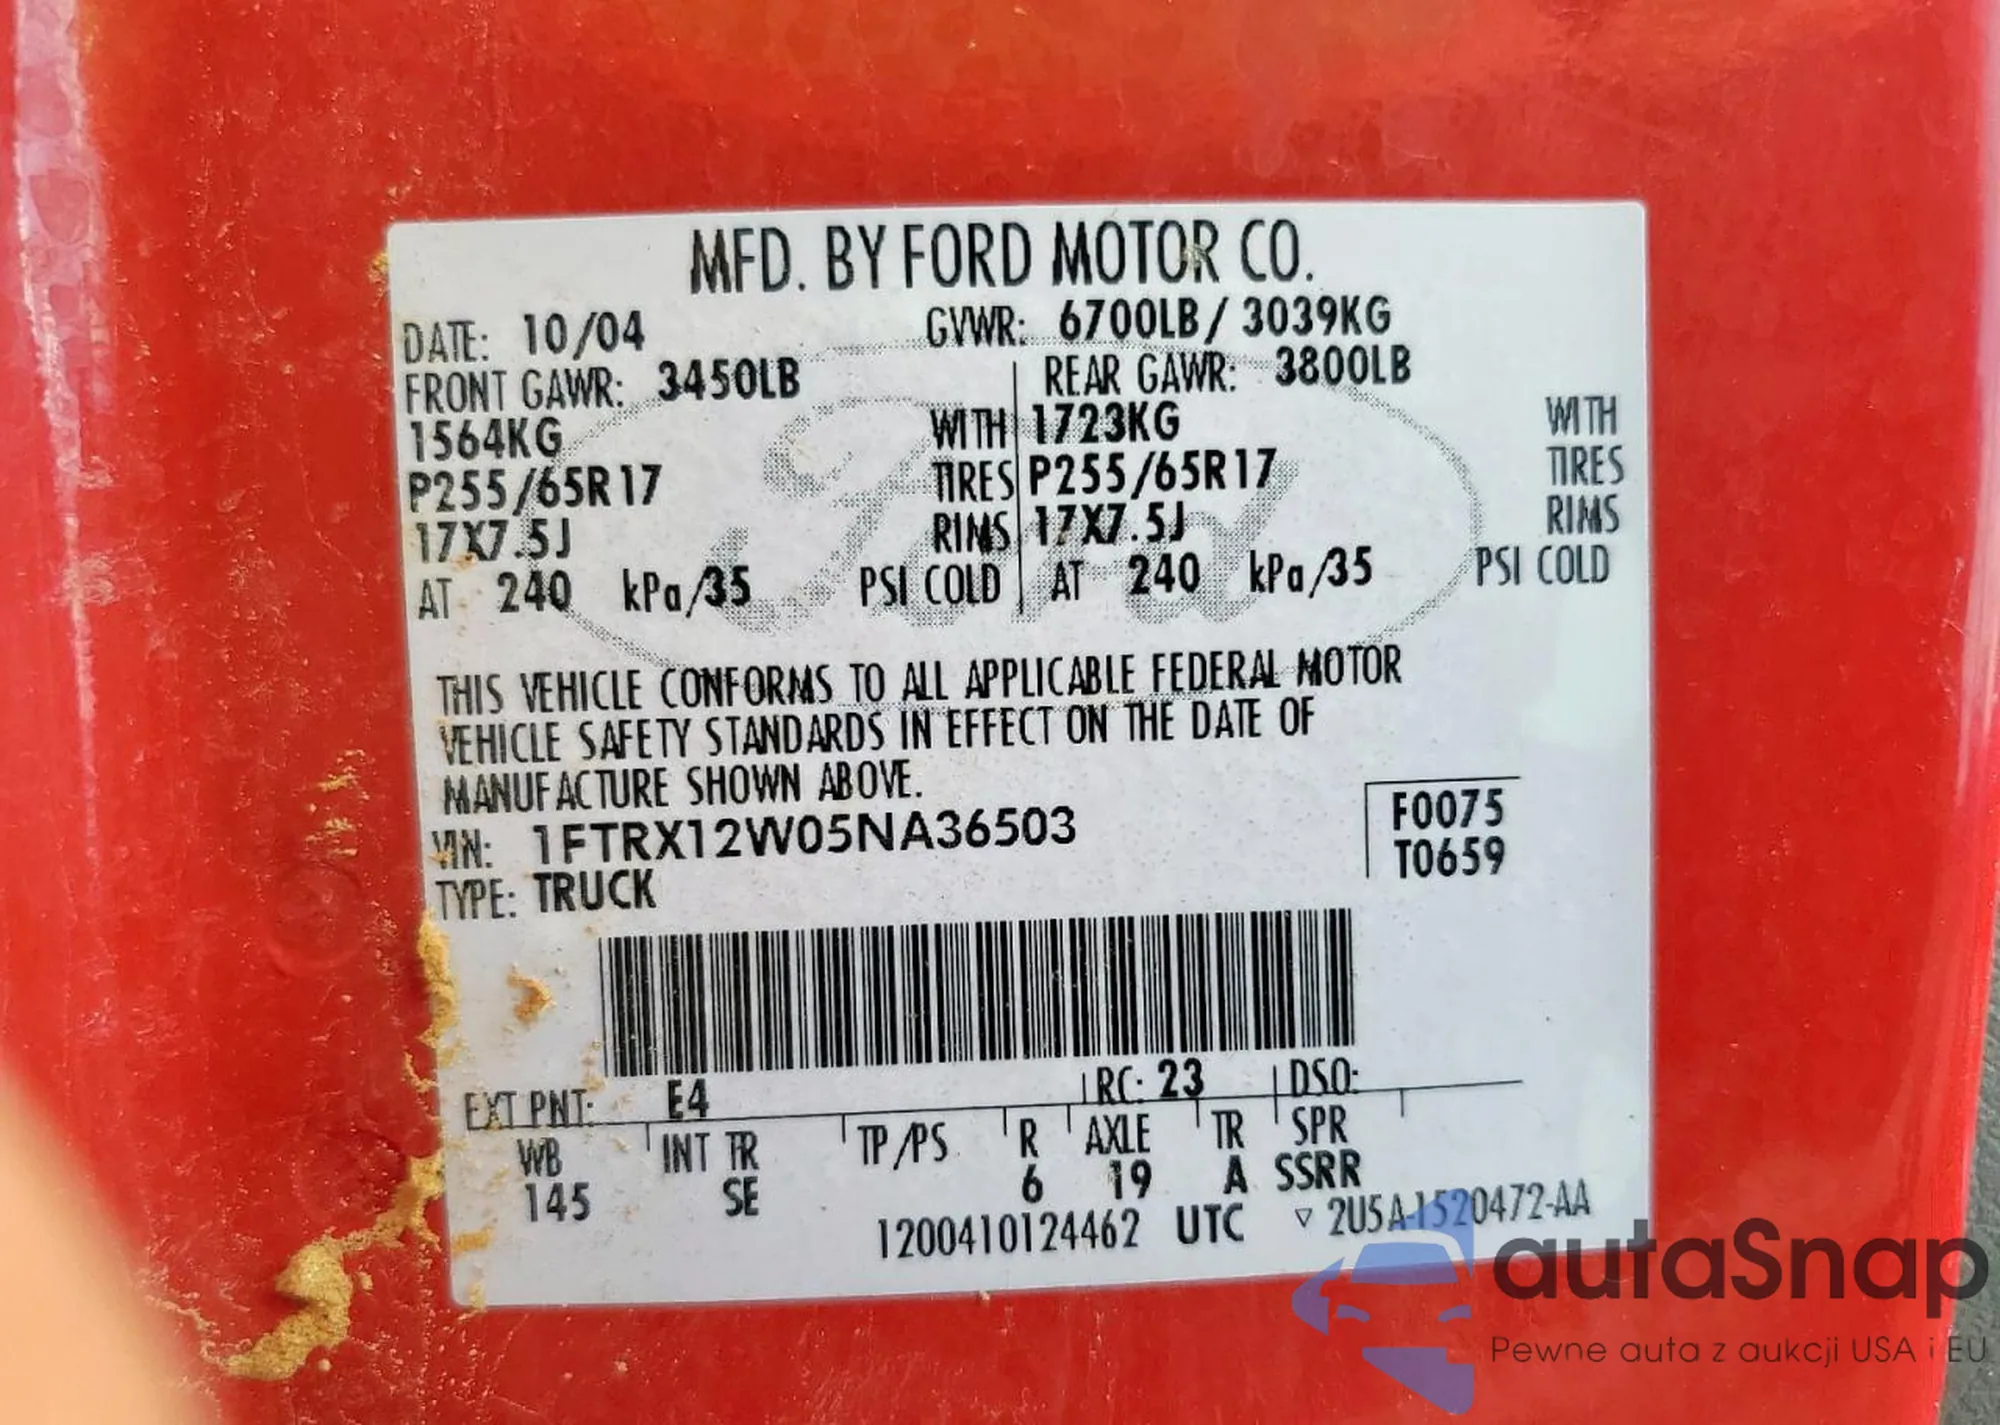 MFD. BY FORD MOTOR CO.
DATE: 10/04 GVWR: 6700LB / 3039KG
FRONT GAWR: 3450LB REAR GAWR: 3800LB
1564KG WITH 1723KG WITH
P255/65R17 TIRES P255/65R17 TIRES
17X7.5J RIMS 17X7.5J RIMS
AT 240 kPa/35 PSI COLD AT 240 kPa/35 PSI COLD
Ford
THIS VEHICLE CONFORMS TO ALL APPLICABLE FEDERAL MOTOR
VEHICLE SAFETY STANDARDS IN EFFECT ON THE DATE OF
MANUFACTURE SHOWN ABOVE.
VIN: 1FTRX12W05NA36503 F0075
TYPE: TRUCK T0659
EXT PNT: E4 RC: 23 DSO:
WB INT TR TP/PS R AXLE TR SPR
145 SE 6 19 A SSRR
1200410124462 UTC ▽ 2U5A-1520472-AA
autaSnap
Pewne auta z aukcji USA i EU